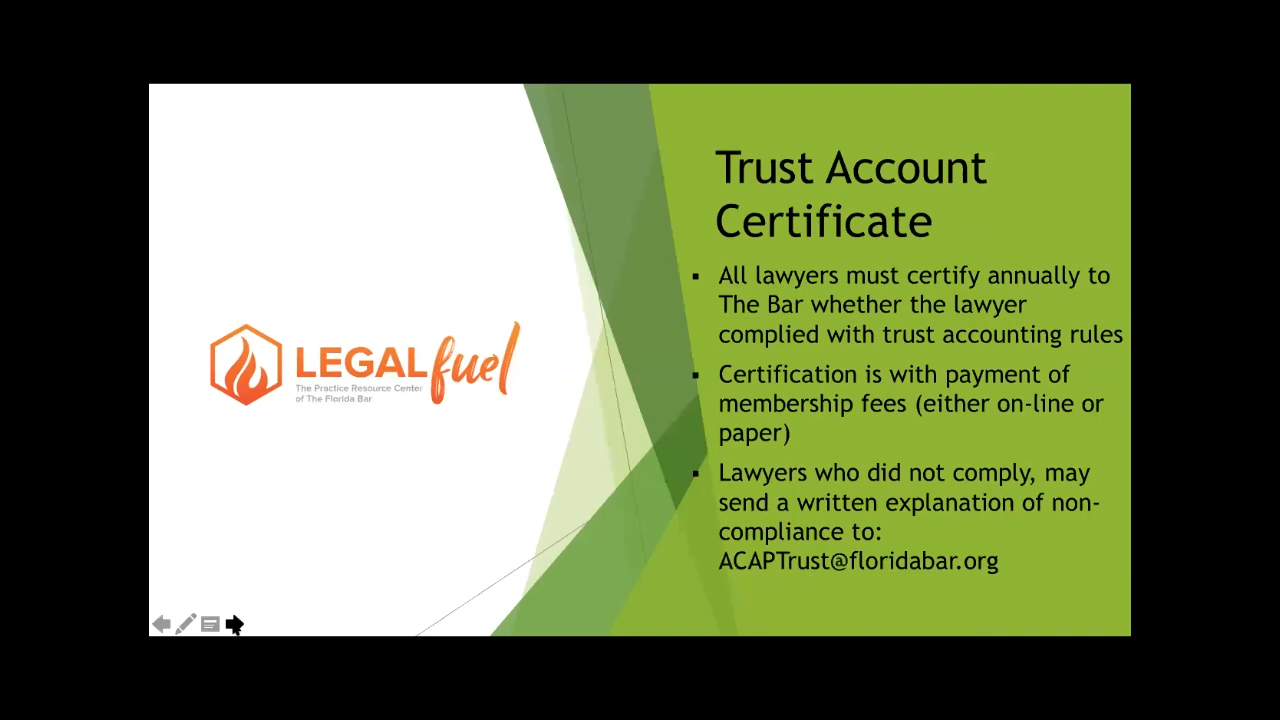 Trust Account
Certificate
▪ All lawyers must certify annually to
The Bar whether the lawyer
complied with trust accounting rules
▪ Certification is with payment of
membership fees (either on-line or
paper)
▪ Lawyers who did not comply, may
send a written explanation of non-
compliance to:
ACAPTrust@floridabar.org
LEGAL fuel
The Practice Resource Center
of The Florida Bar